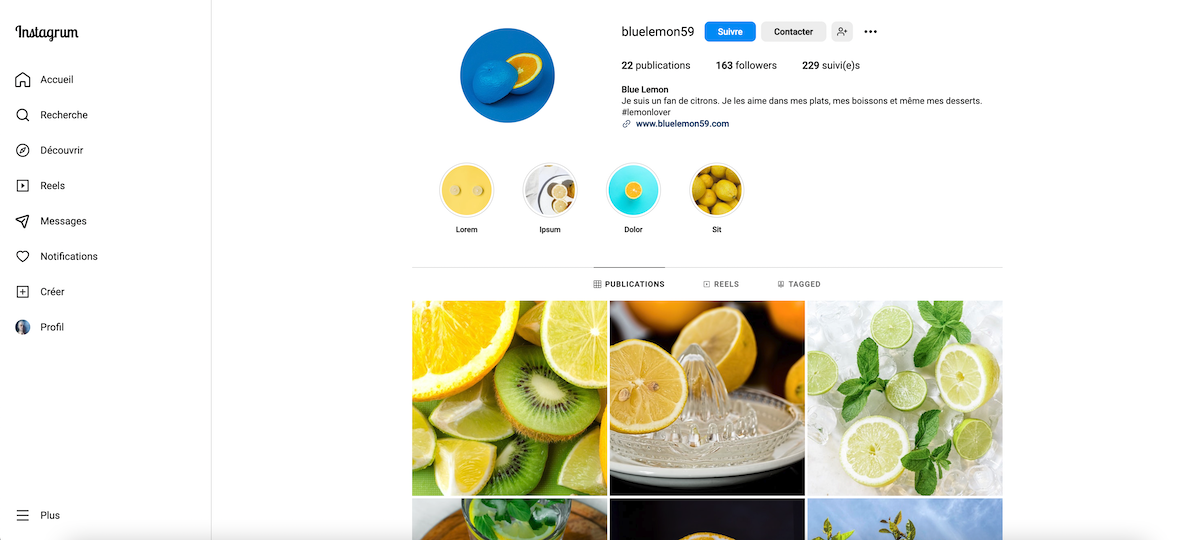 Instagrum
Accueil
Recherche
Découvrir
Reels
Messages
Notifications
Créer
Profil
Plus
bluelemon59 Suivre Contacter
22 publications 163 followers 229 suivi(e)s
Blue Lemon
Je suis un fan de citrons. Je les aime dans mes plats, mes boissons et même mes desserts.
#lemonlover
www.bluelemon59.com
Lorem Ipsum Dolor Sit
PUBLICATIONS REELS TAGGED